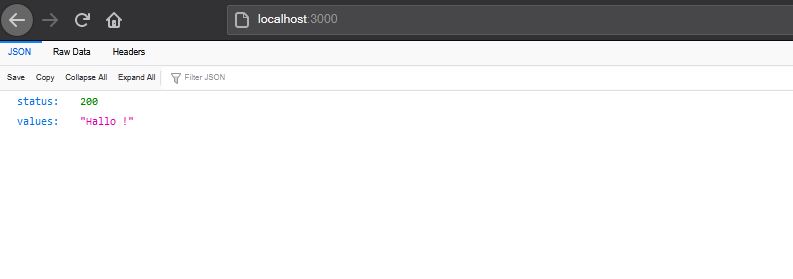 localhost:3000
JSON Raw Data Headers
Save Copy Collapse All Expand All Filter JSON
status: 200
values: "Hallo !"